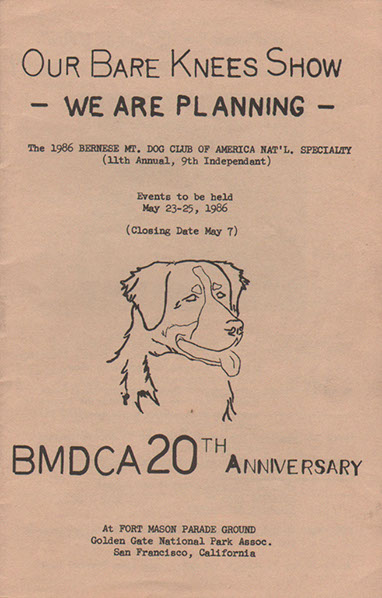 OUR BARE KNEES SHOW
- WE ARE PLANNING -
The 1986 BERNESE MT. DOG CLUB OF AMERICA NAT'L. SPECIALTY
(11th Annual, 9th Independant)
Events to be held
May 23-25, 1986
(Closing Date May 7)
BMDCA 20TH ANNIVERSARY
At FORT MASON PARADE GROUND
Golden Gate National Park Assoc.
San Francisco, California